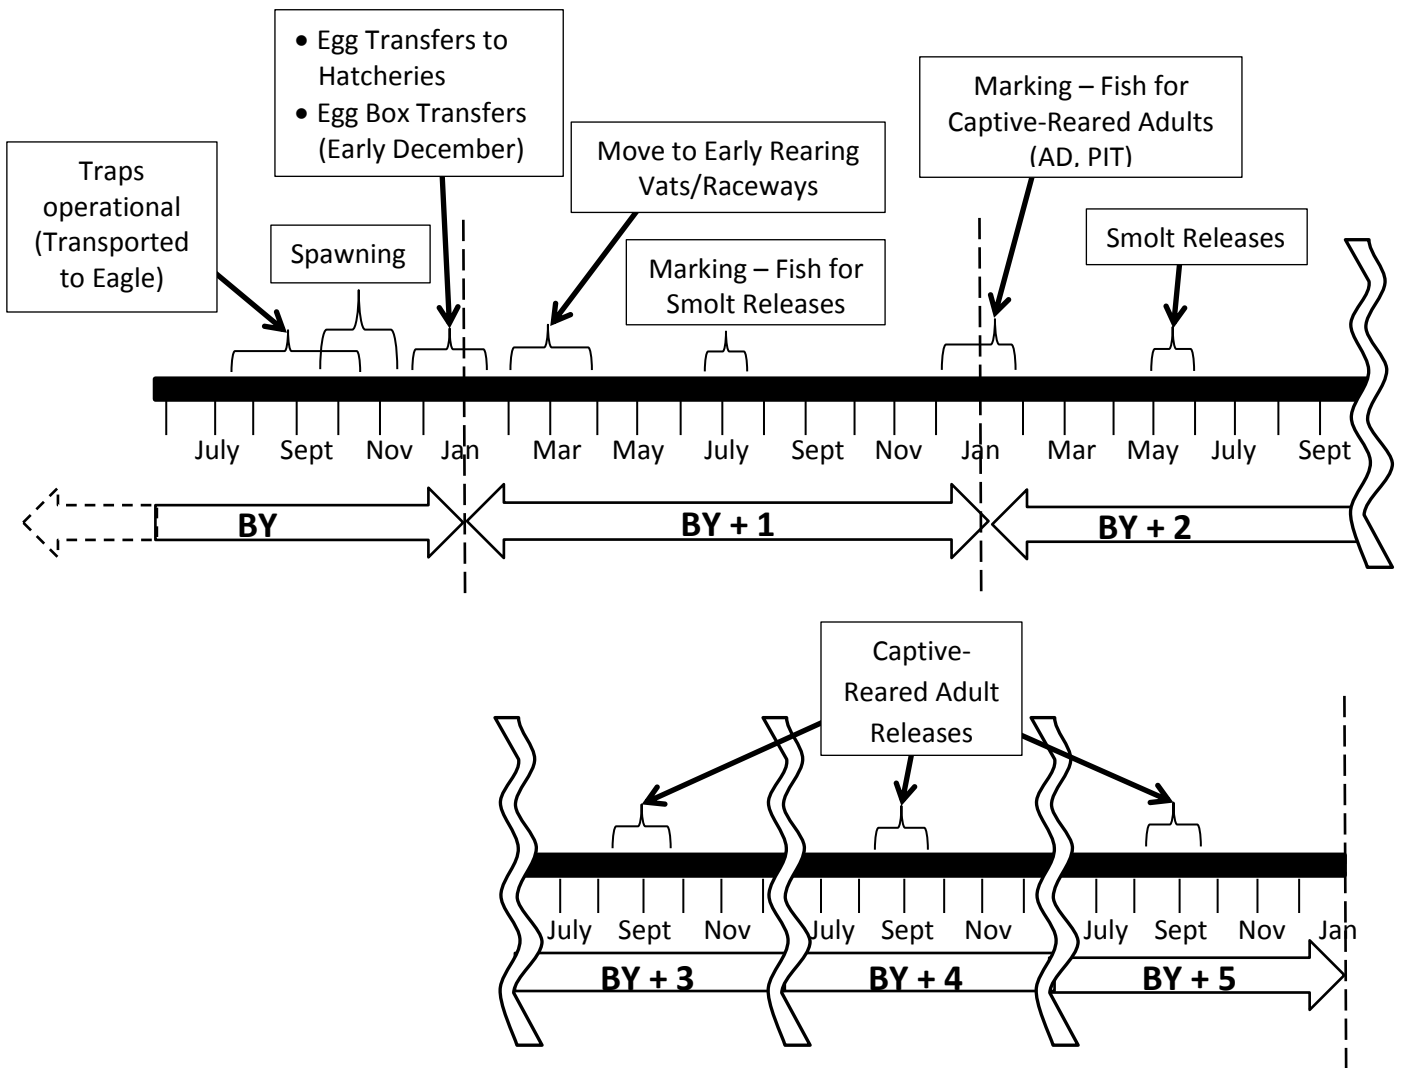 • Egg Transfers to
Hatcheries
• Egg Box Transfers
(Early December)
Traps
operational
(Transported
to Eagle)
Spawning
Move to Early Rearing
Vats/Raceways
Marking – Fish for
Smolt Releases
Marking – Fish for
Captive-Reared Adults
(AD, PIT)
Smolt Releases
July Sept Nov Jan Mar May July Sept Nov Jan Mar May July Sept
BY BY + 1 BY + 2
Captive-
Reared Adult
Releases
July Sept Nov July Sept Nov July Sept Nov Jan
BY + 3 BY + 4 BY + 5